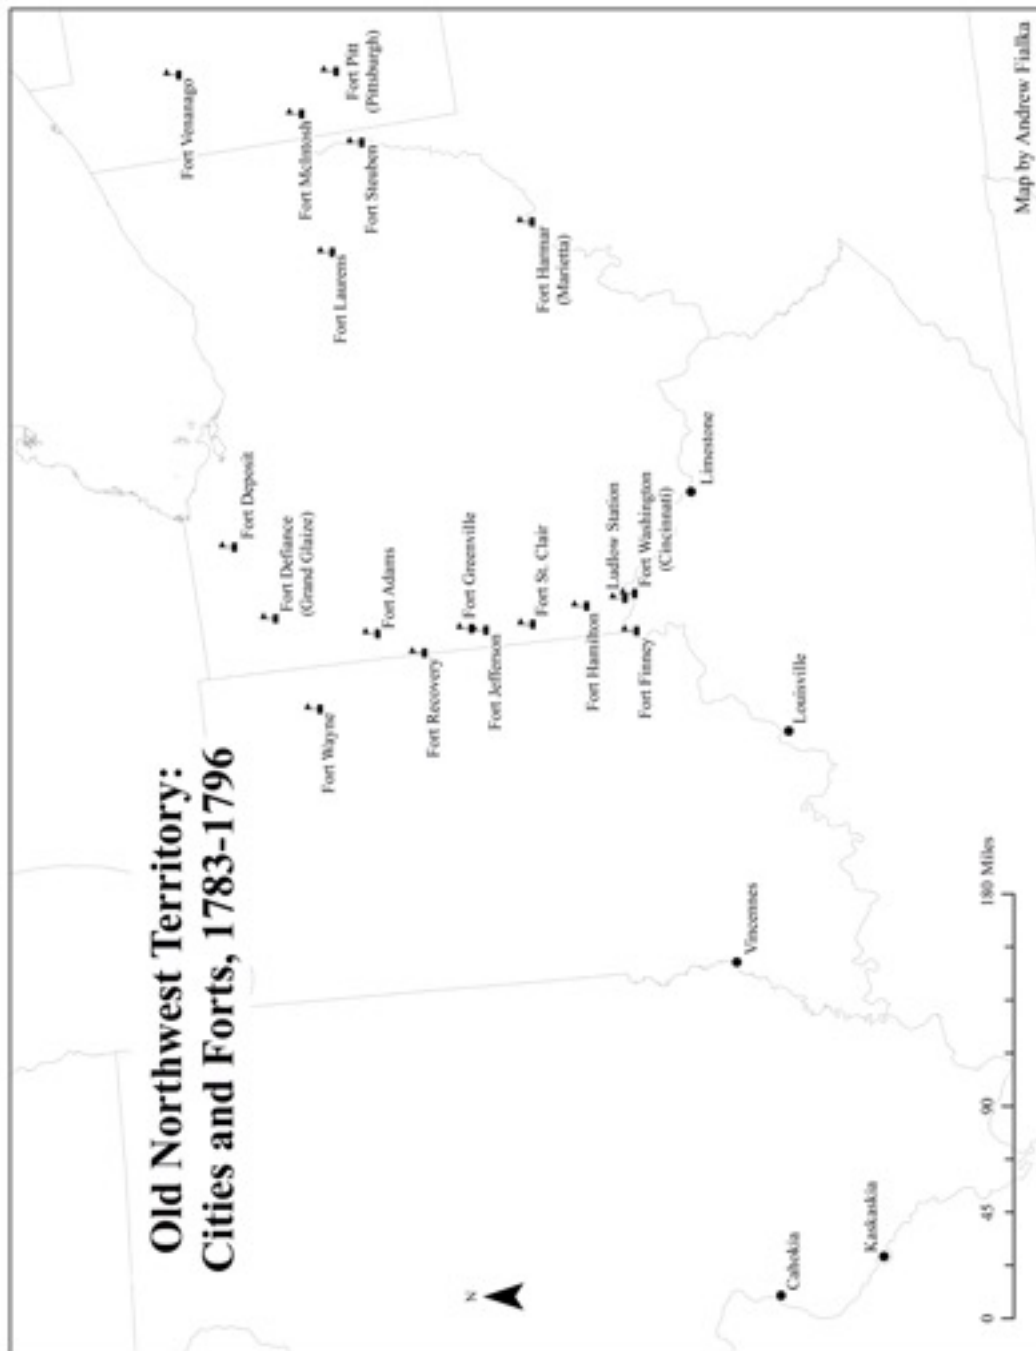 Old Northwest Territory:
Cities and Forts, 1783-1796
Fort Venanago
Fort McIntosh
Fort Pitt
(Pittsburgh)
Fort Steuben
Fort Laurens
Fort Harmar
(Marietta)
Fort Deposit
Fort Defiance
(Grand Glaize)
Fort Wayne
Fort Adams
Fort Recovery
Fort Greenville
Fort Jefferson
Fort St. Clair
Fort Hamilton
Ludlow Station
Fort Washington
(Cincinnati)
Fort Finney
Limestone
Louisville
Vincennes
Cahokia
Kaskaskia
N
0 45 90 180 Miles
Map by Andrew Fialka